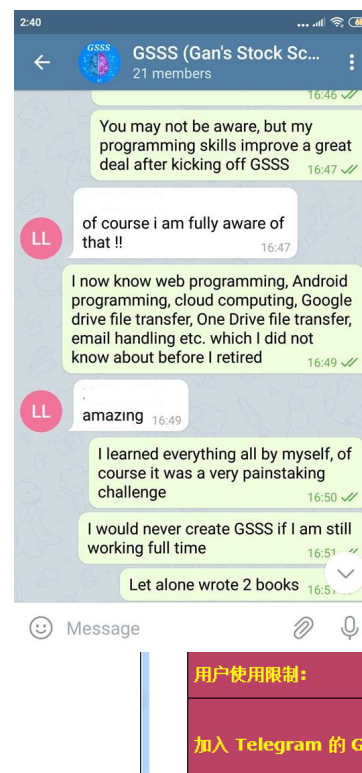 2:40
GSSS
GSSS (Gan's Stock Sc...
21 members
16:46
You may not be aware, but my
programming skills improve a great
deal after kicking off GSSS 16:47
LL
of course i am fully aware of
that !! 16:47
I now know web programming, Android
programming, cloud computing, Google
drive file transfer, One Drive file transfer,
email handling etc. which I did not
know about before I retired 16:49
LL
amazing 16:49
I learned everything all by myself, of
course it was a very painstaking
challenge 16:50
I would never create GSSS if I am still
working full time 16:51
Let alone wrote 2 books 16:51
Message
用户使用限制:
加入 Telegram 的 G